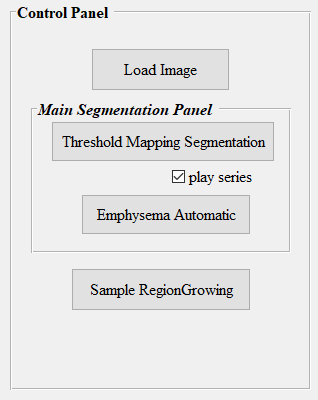 Control Panel
Load Image
Main Segmentation Panel
Threshold Mapping Segmentation
play series
Emphysema Automatic
Sample RegionGrowing